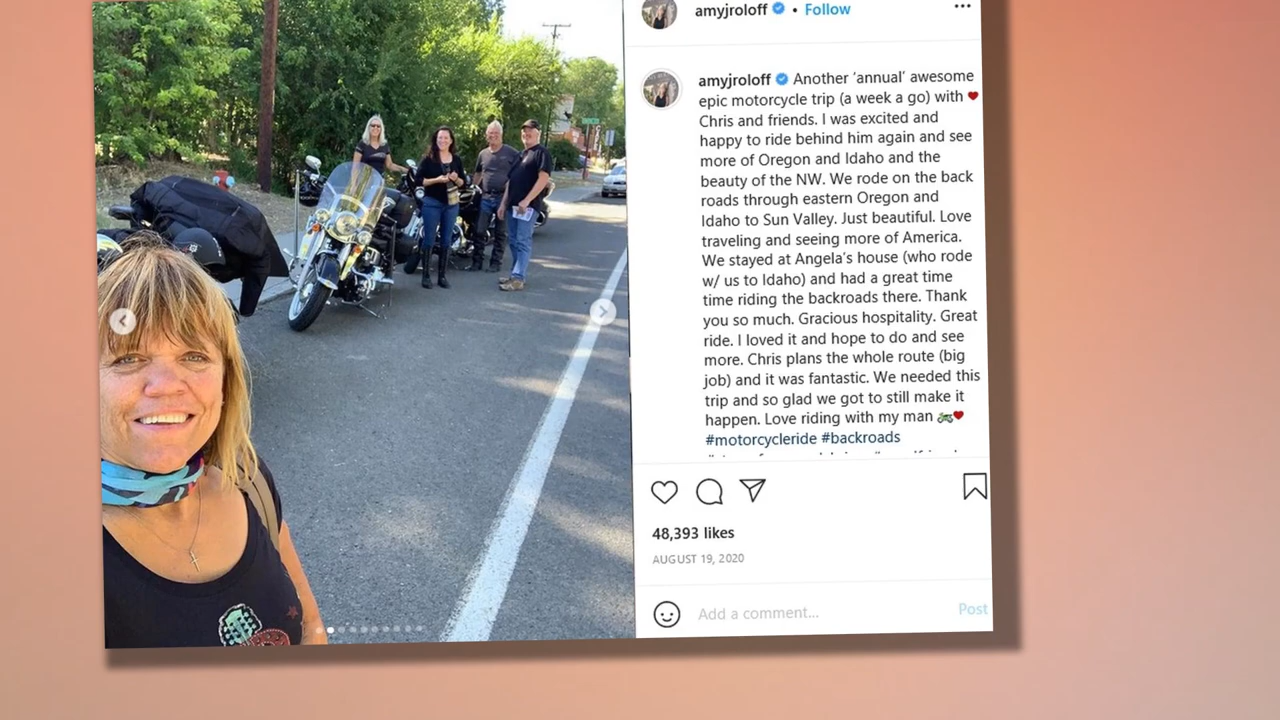 amyjroloff • Follow
amyjroloff Another ‘annual’ awesome
epic motorcycle trip (a week a go) with ❤
Chris and friends. I was excited and
happy to ride behind him again and see
more of Oregon and Idaho and the
beauty of the NW. We rode on the back
roads through eastern Oregon and
Idaho to Sun Valley. Just beautiful. Love
traveling and seeing more of America.
We stayed at Angela’s house (who rode
w/ us to Idaho) and had a great time
time riding the backroads there. Thank
you so much. Gracious hospitality. Great
ride. I loved it and hope to do and see
more. Chris plans the whole route (big
job) and it was fantastic. We needed this
trip and so glad we got to still make it
happen. Love riding with my man 🏍❤
#motorcycleride #backroads
48,393 likes
AUGUST 19, 2020
Add a comment...
Post